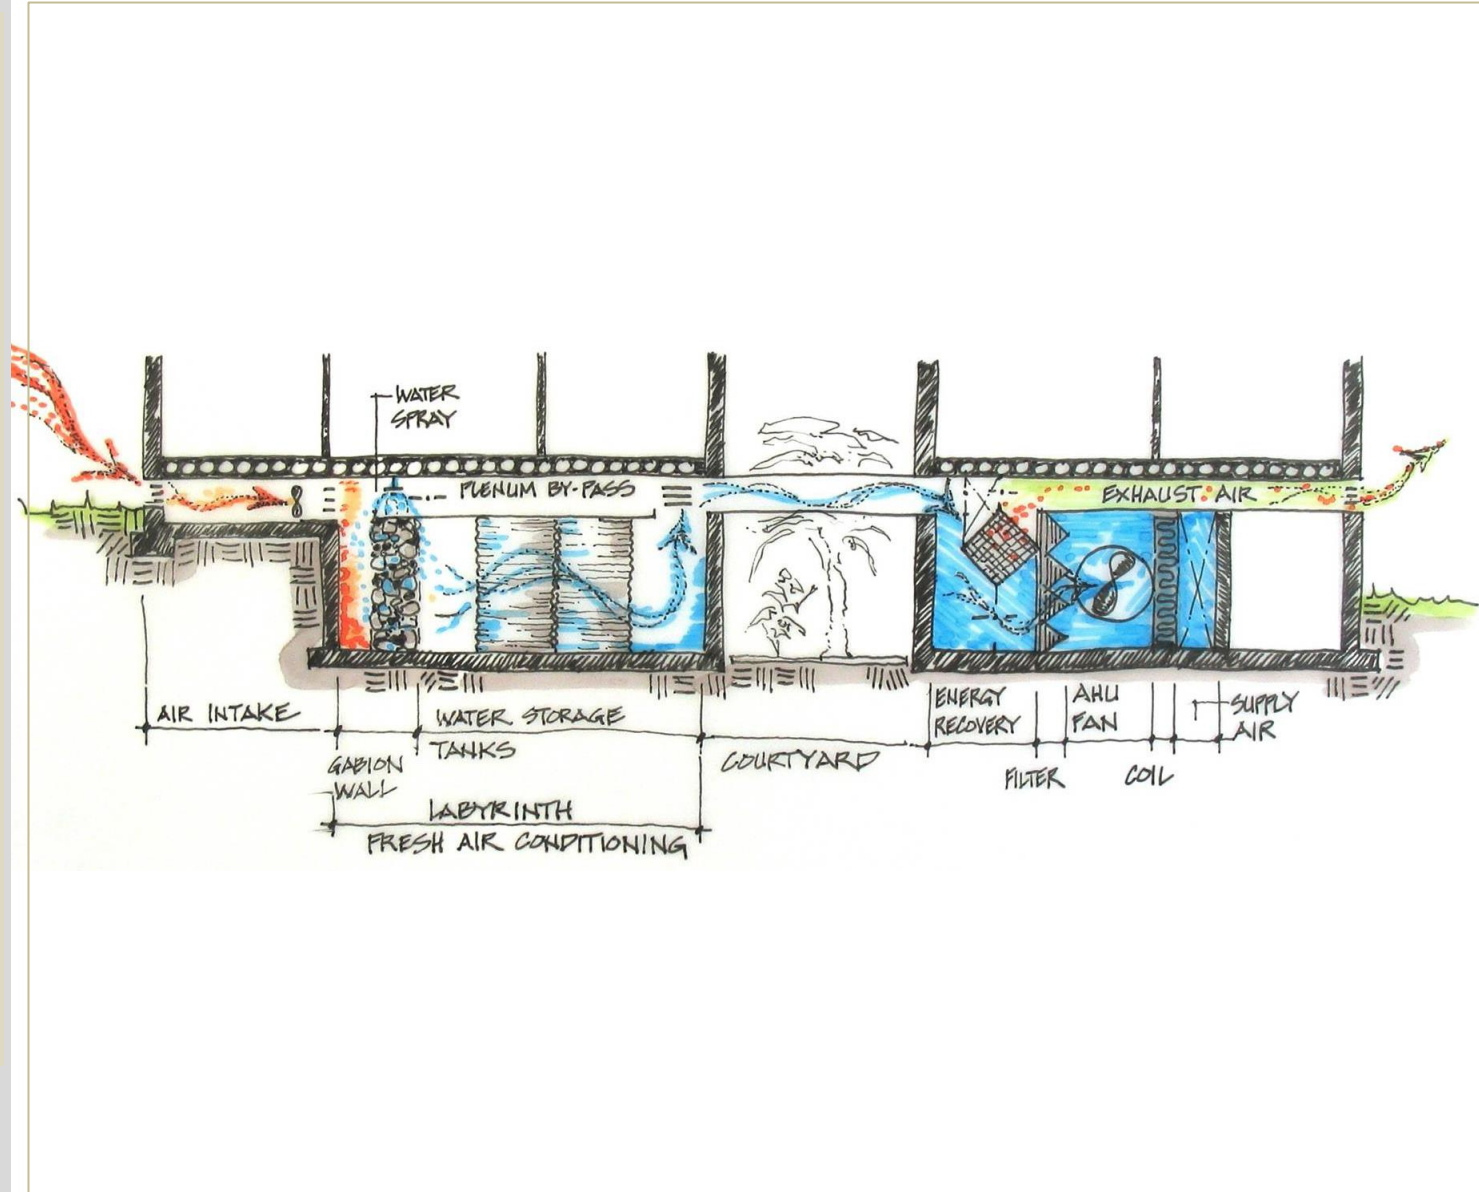 WATER
SPRAY
PLENUM BY-PASS
EXHAUST AIR
AIR INTAKE
GABION
WALL
WATER STORAGE
TANKS
LABYRINTH
FRESH AIR CONDITIONING
COURTYARD
ENERGY
RECOVERY
FILTER
AHU
FAN
COIL
SUPPLY
AIR